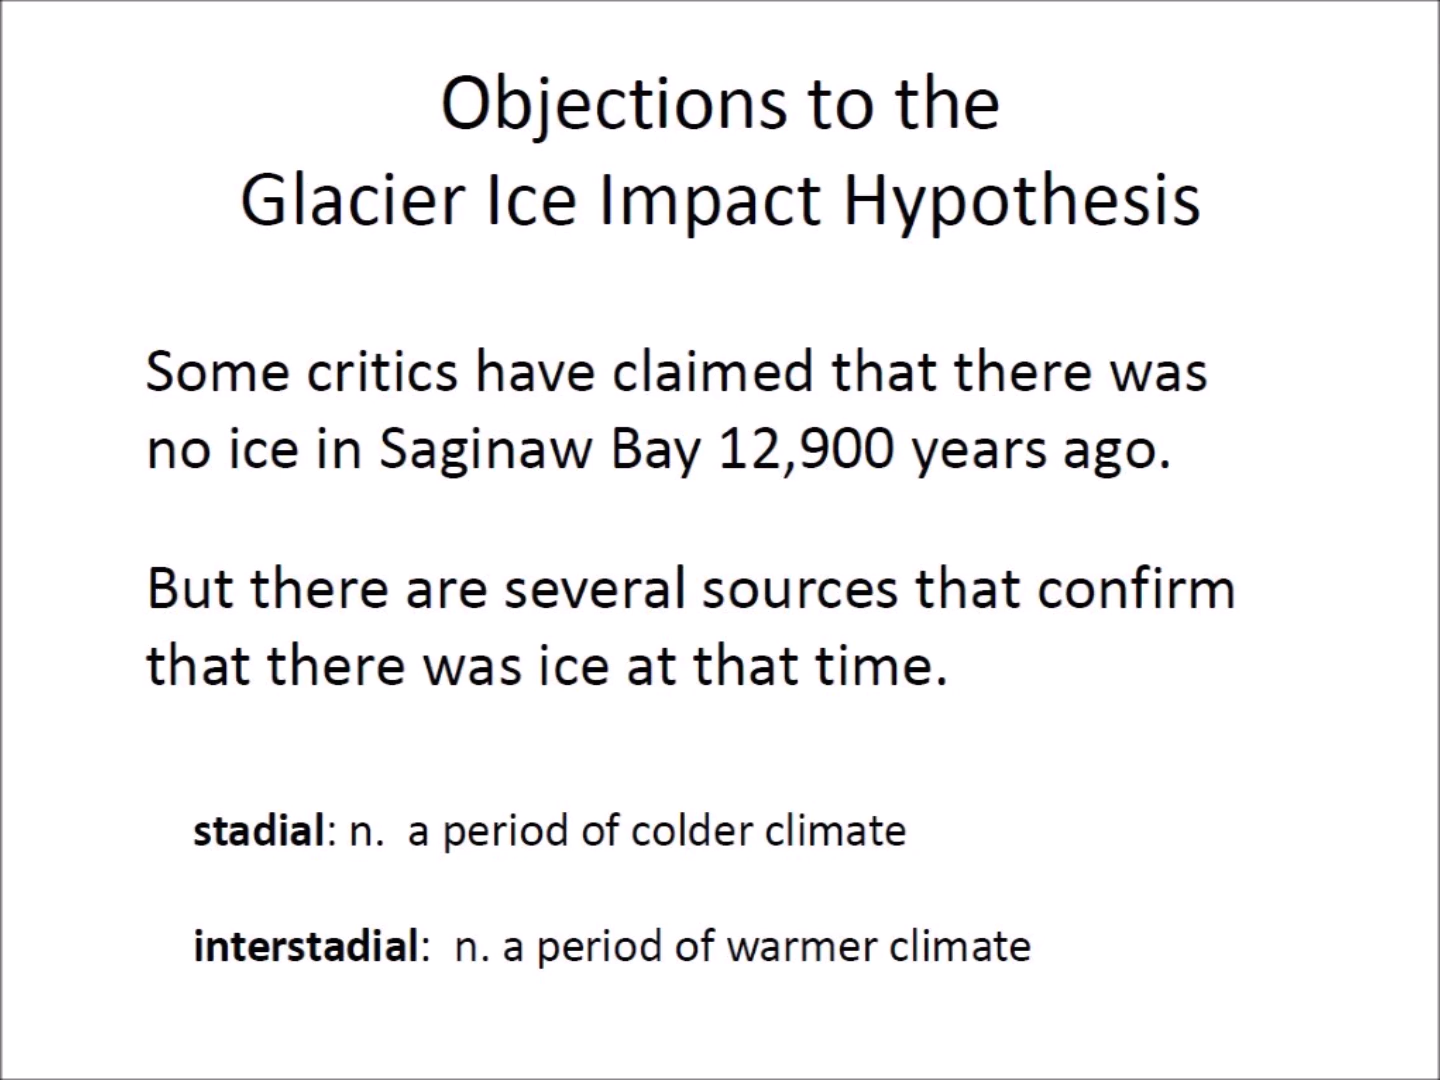 Objections to the
Glacier Ice Impact Hypothesis
Some critics have claimed that there was
no ice in Saginaw Bay 12,900 years ago.
But there are several sources that confirm
that there was ice at that time.
stadial: n. a period of colder climate
interstadial: n. a period of warmer climate